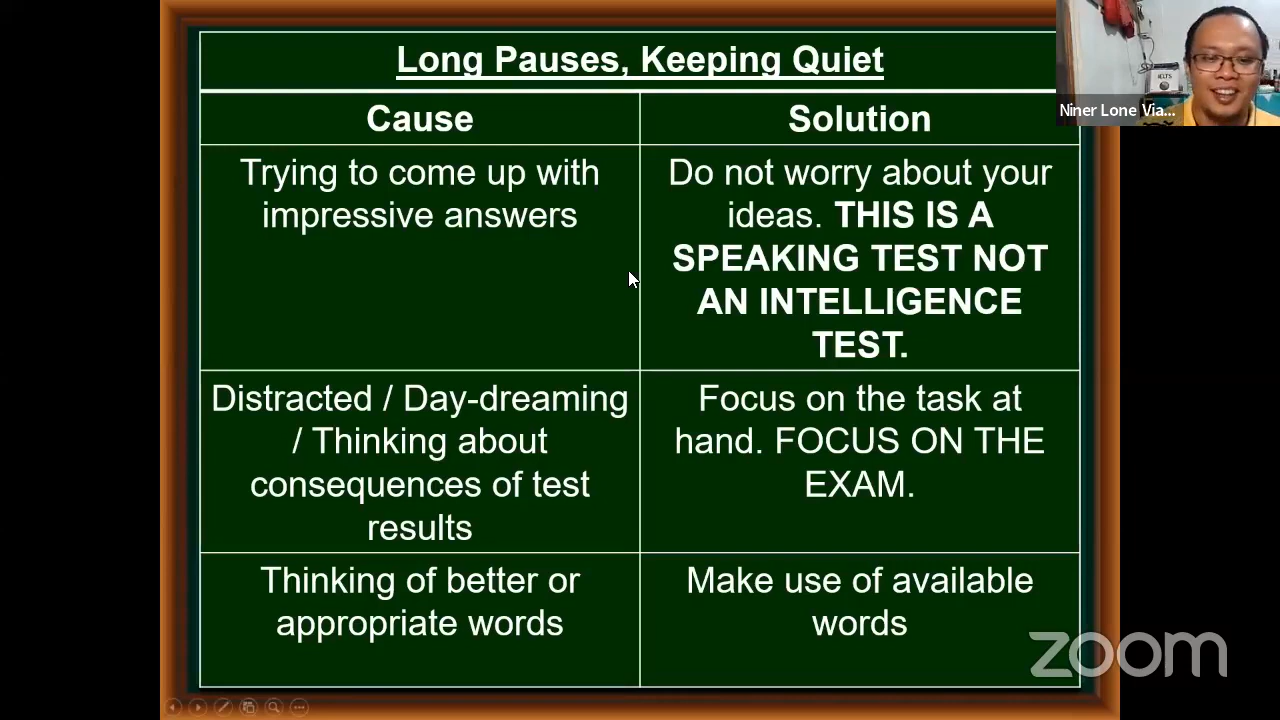 Long Pauses, Keeping Quiet
Cause
Solution
Trying to come up with
impressive answers
Do not worry about your
ideas. THIS IS A
SPEAKING TEST NOT
AN INTELLIGENCE
TEST.
Distracted / Day-dreaming
/ Thinking about
consequences of test
results
Focus on the task at
hand. FOCUS ON THE
EXAM.
Thinking of better or
appropriate words
Make use of available
words
Niner Lone Via...
IELTS
zoom